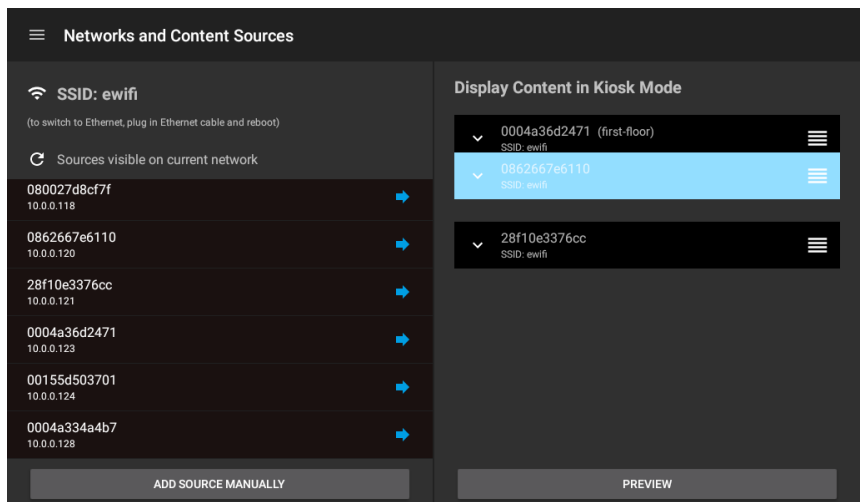 Networks and Content Sources
SSID: ewifi
(to switch to Ethernet, plug in Ethernet cable and reboot)
Sources visible on current network
080027d8cf7f
10.0.0.118
0862667e6110
10.0.0.120
28f10e3376cc
10.0.0.121
0004a36d2471
10.0.0.123
00155d503701
10.0.0.124
0004a334a4b7
10.0.0.128
ADD SOURCE MANUALLY
Display Content in Kiosk Mode
0004a36d2471 (first-floor)
SSID: ewifi
0862667e6110
SSID: ewifi
28f10e3376cc
SSID: ewifi
PREVIEW